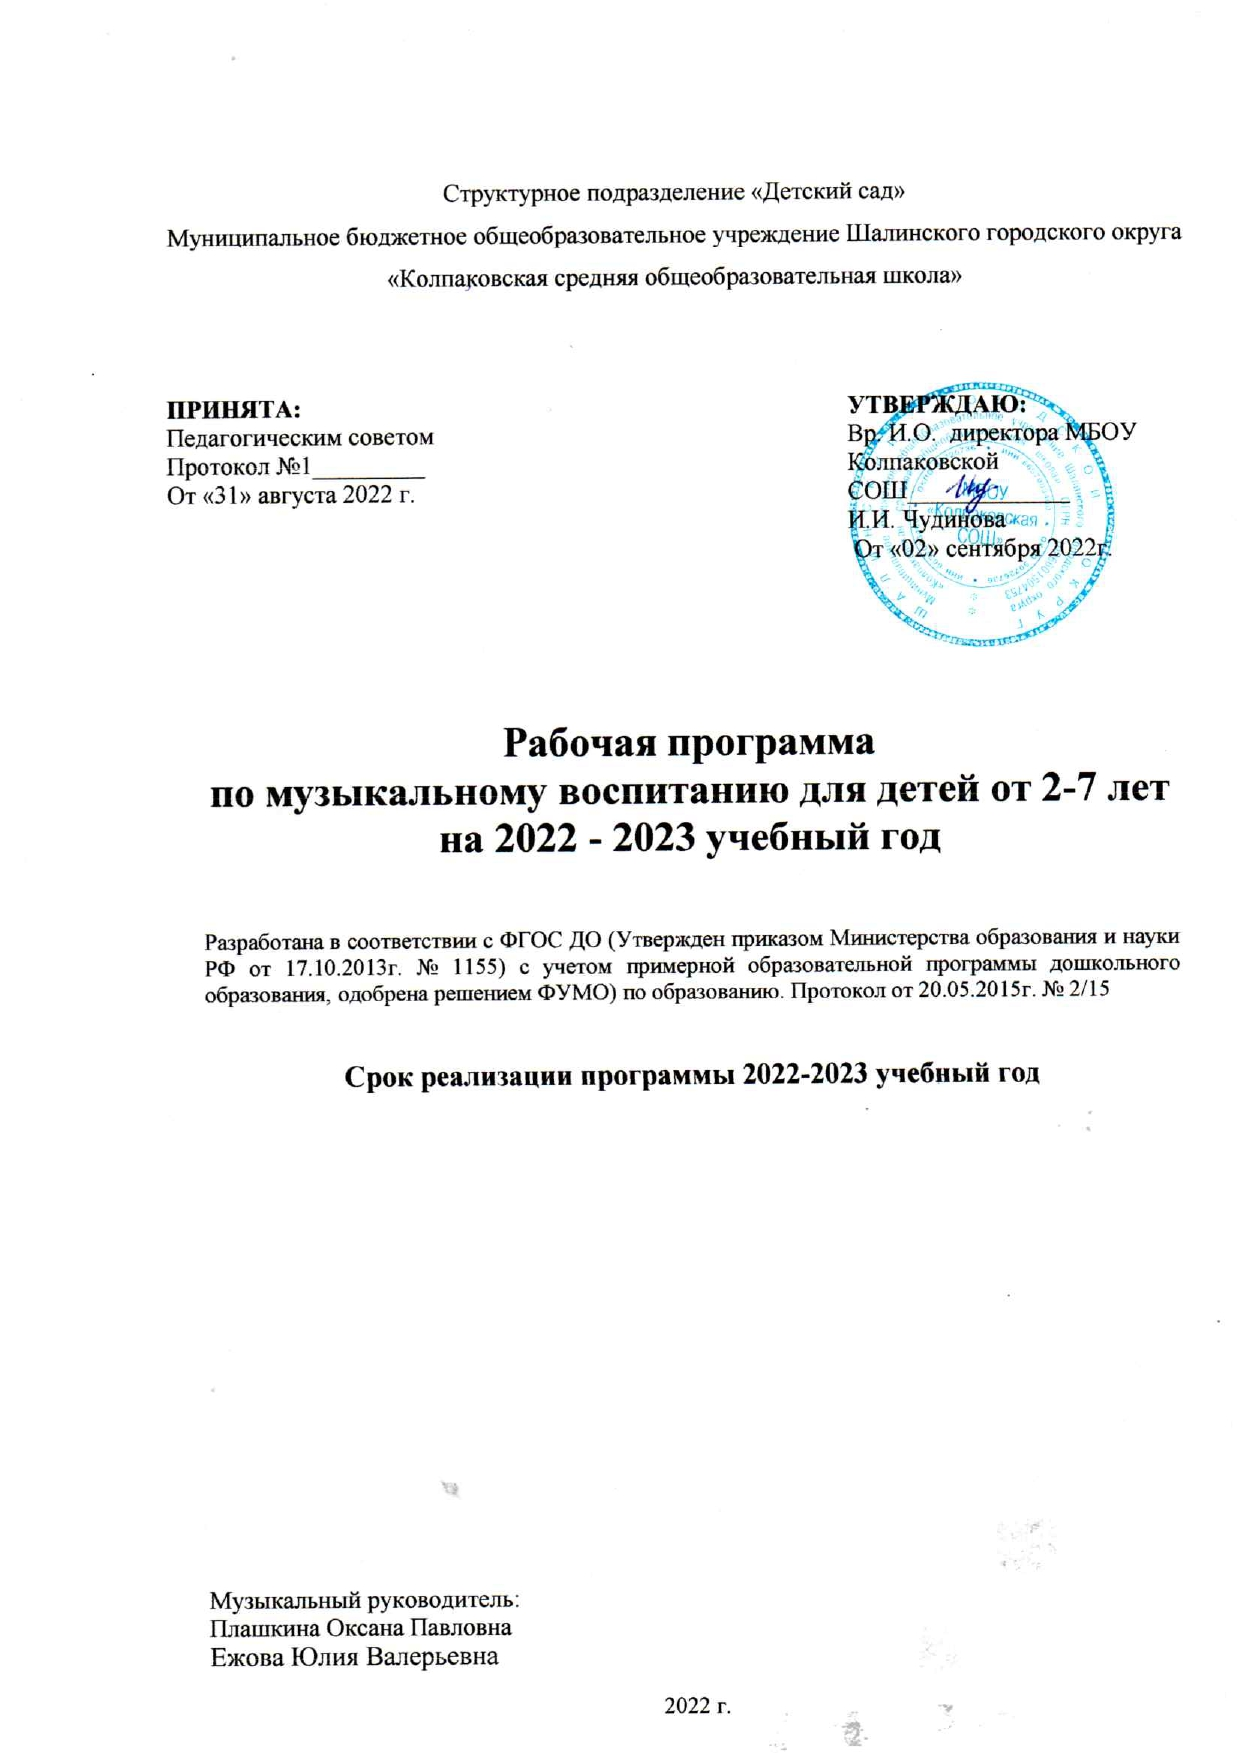 Структурное подразделение «Детский сад»
Муниципальное бюджетное общеобразовательное учреждение Шалинского городского округа
«Колпаковская средняя общеобразовательная школа»
ПРИНЯТА:
Педагогическим советом
Протокол №1_________
От «31» августа 2022 г.
УТВЕРЖДАЮ:
Вр. И.О. директора МБОУ
Колпаковской
СОШ_____________
И.И. Чудинова
От «02» сентября 2022г.
МБОУ
«Колпаковская
СОШ»
Рабочая программа
по музыкальному воспитанию для детей от 2-7 лет
на 2022 - 2023 учебный год
Разработана в соответствии с ФГОС ДО (Утвержден приказом Министерства образования и науки
РФ от 17.10.2013г. № 1155) с учетом примерной образовательной программы дошкольного
образования, одобрена решением ФУМО) по образованию. Протокол от 20.05.2015г. № 2/15
Срок реализации программы 2022-2023 учебный год
Музыкальный руководитель:
Плашкина Оксана Павловна
Ежова Юлия Валерьевна
2022 г.